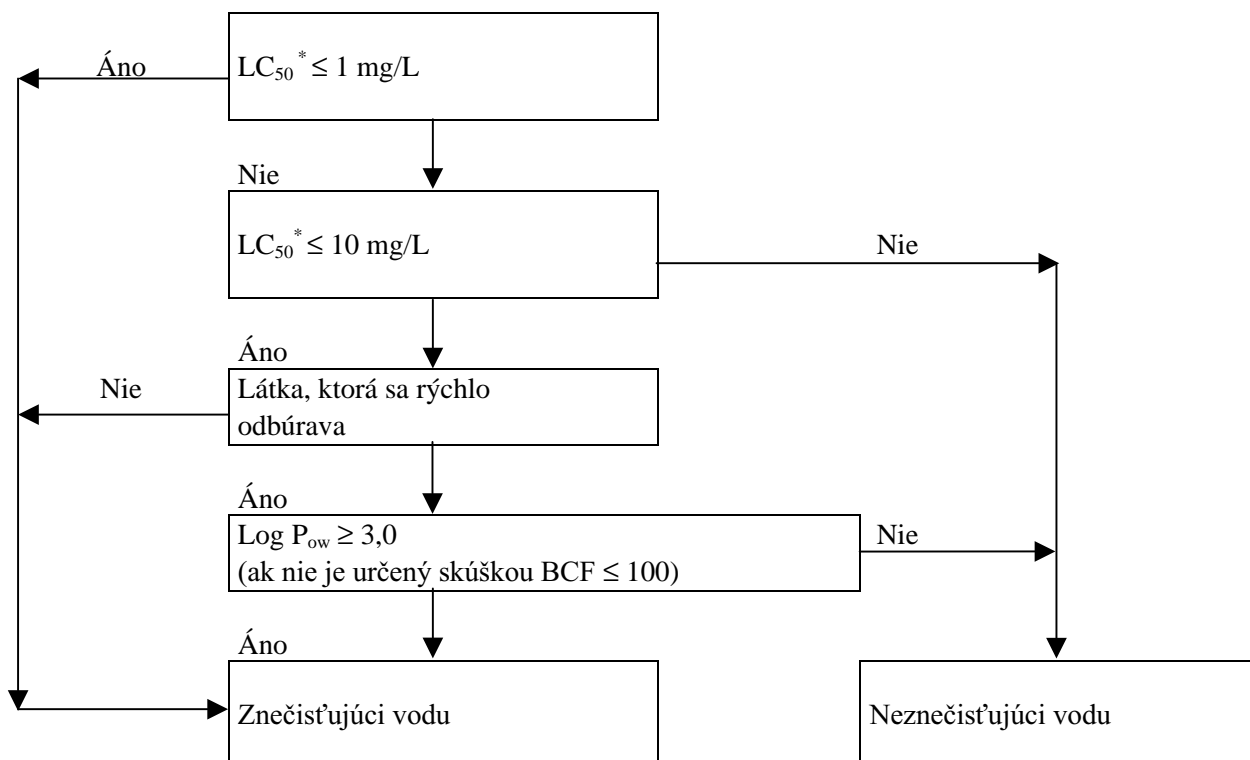 LC50* ≤ 1 mg/L
Áno
Nie
LC50* ≤ 10 mg/L
Nie
Áno
Nie
Látka, ktorá sa rýchlo
odbúrava
Áno
Log Pow ≥ 3,0
(ak nie je určený skúškou BCF ≤ 100)
Nie
Áno
Znečisťujúci vodu
Neznečisťujúci vodu